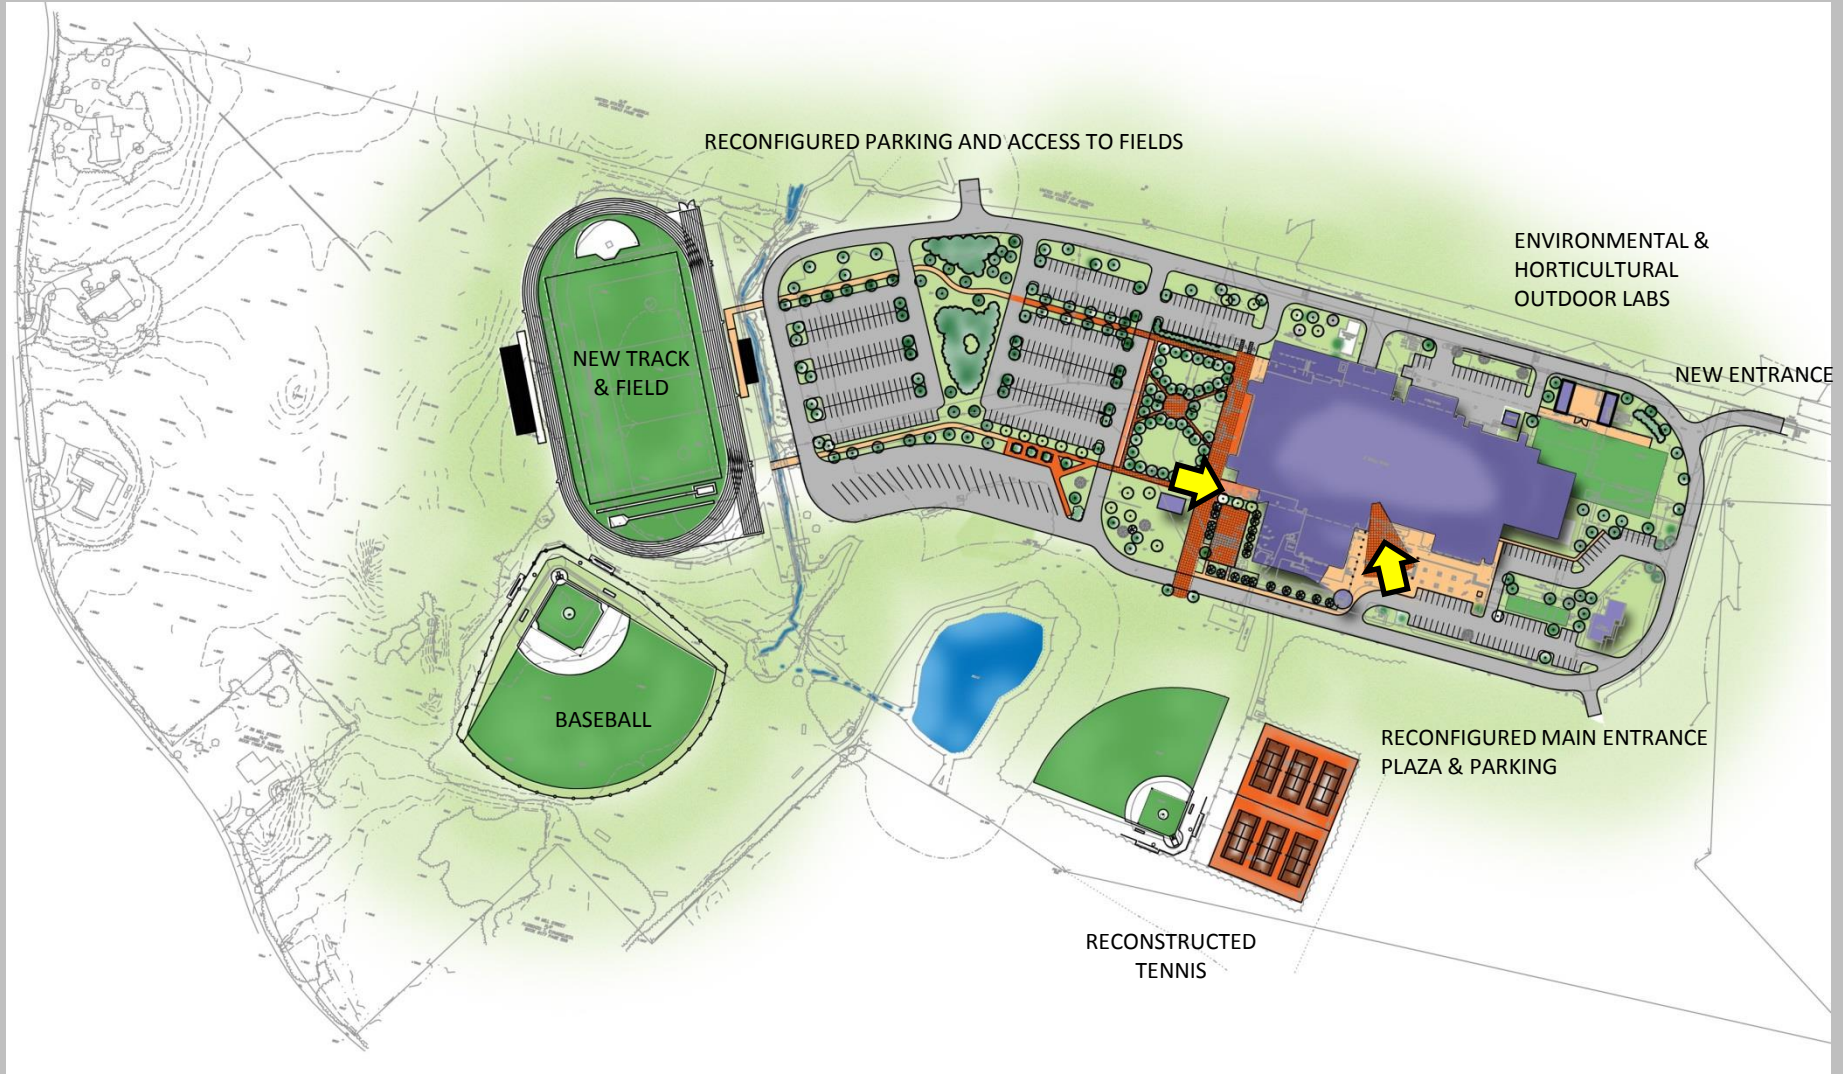 RECONFIGURED PARKING AND ACCESS TO FIELDS
ENVIRONMENTAL &
HORTICULTURAL
OUTDOOR LABS
NEW ENTRANCE
NEW TRACK
& FIELD
BASEBALL
RECONFIGURED MAIN ENTRANCE
PLAZA & PARKING
RECONSTRUCTED
TENNIS